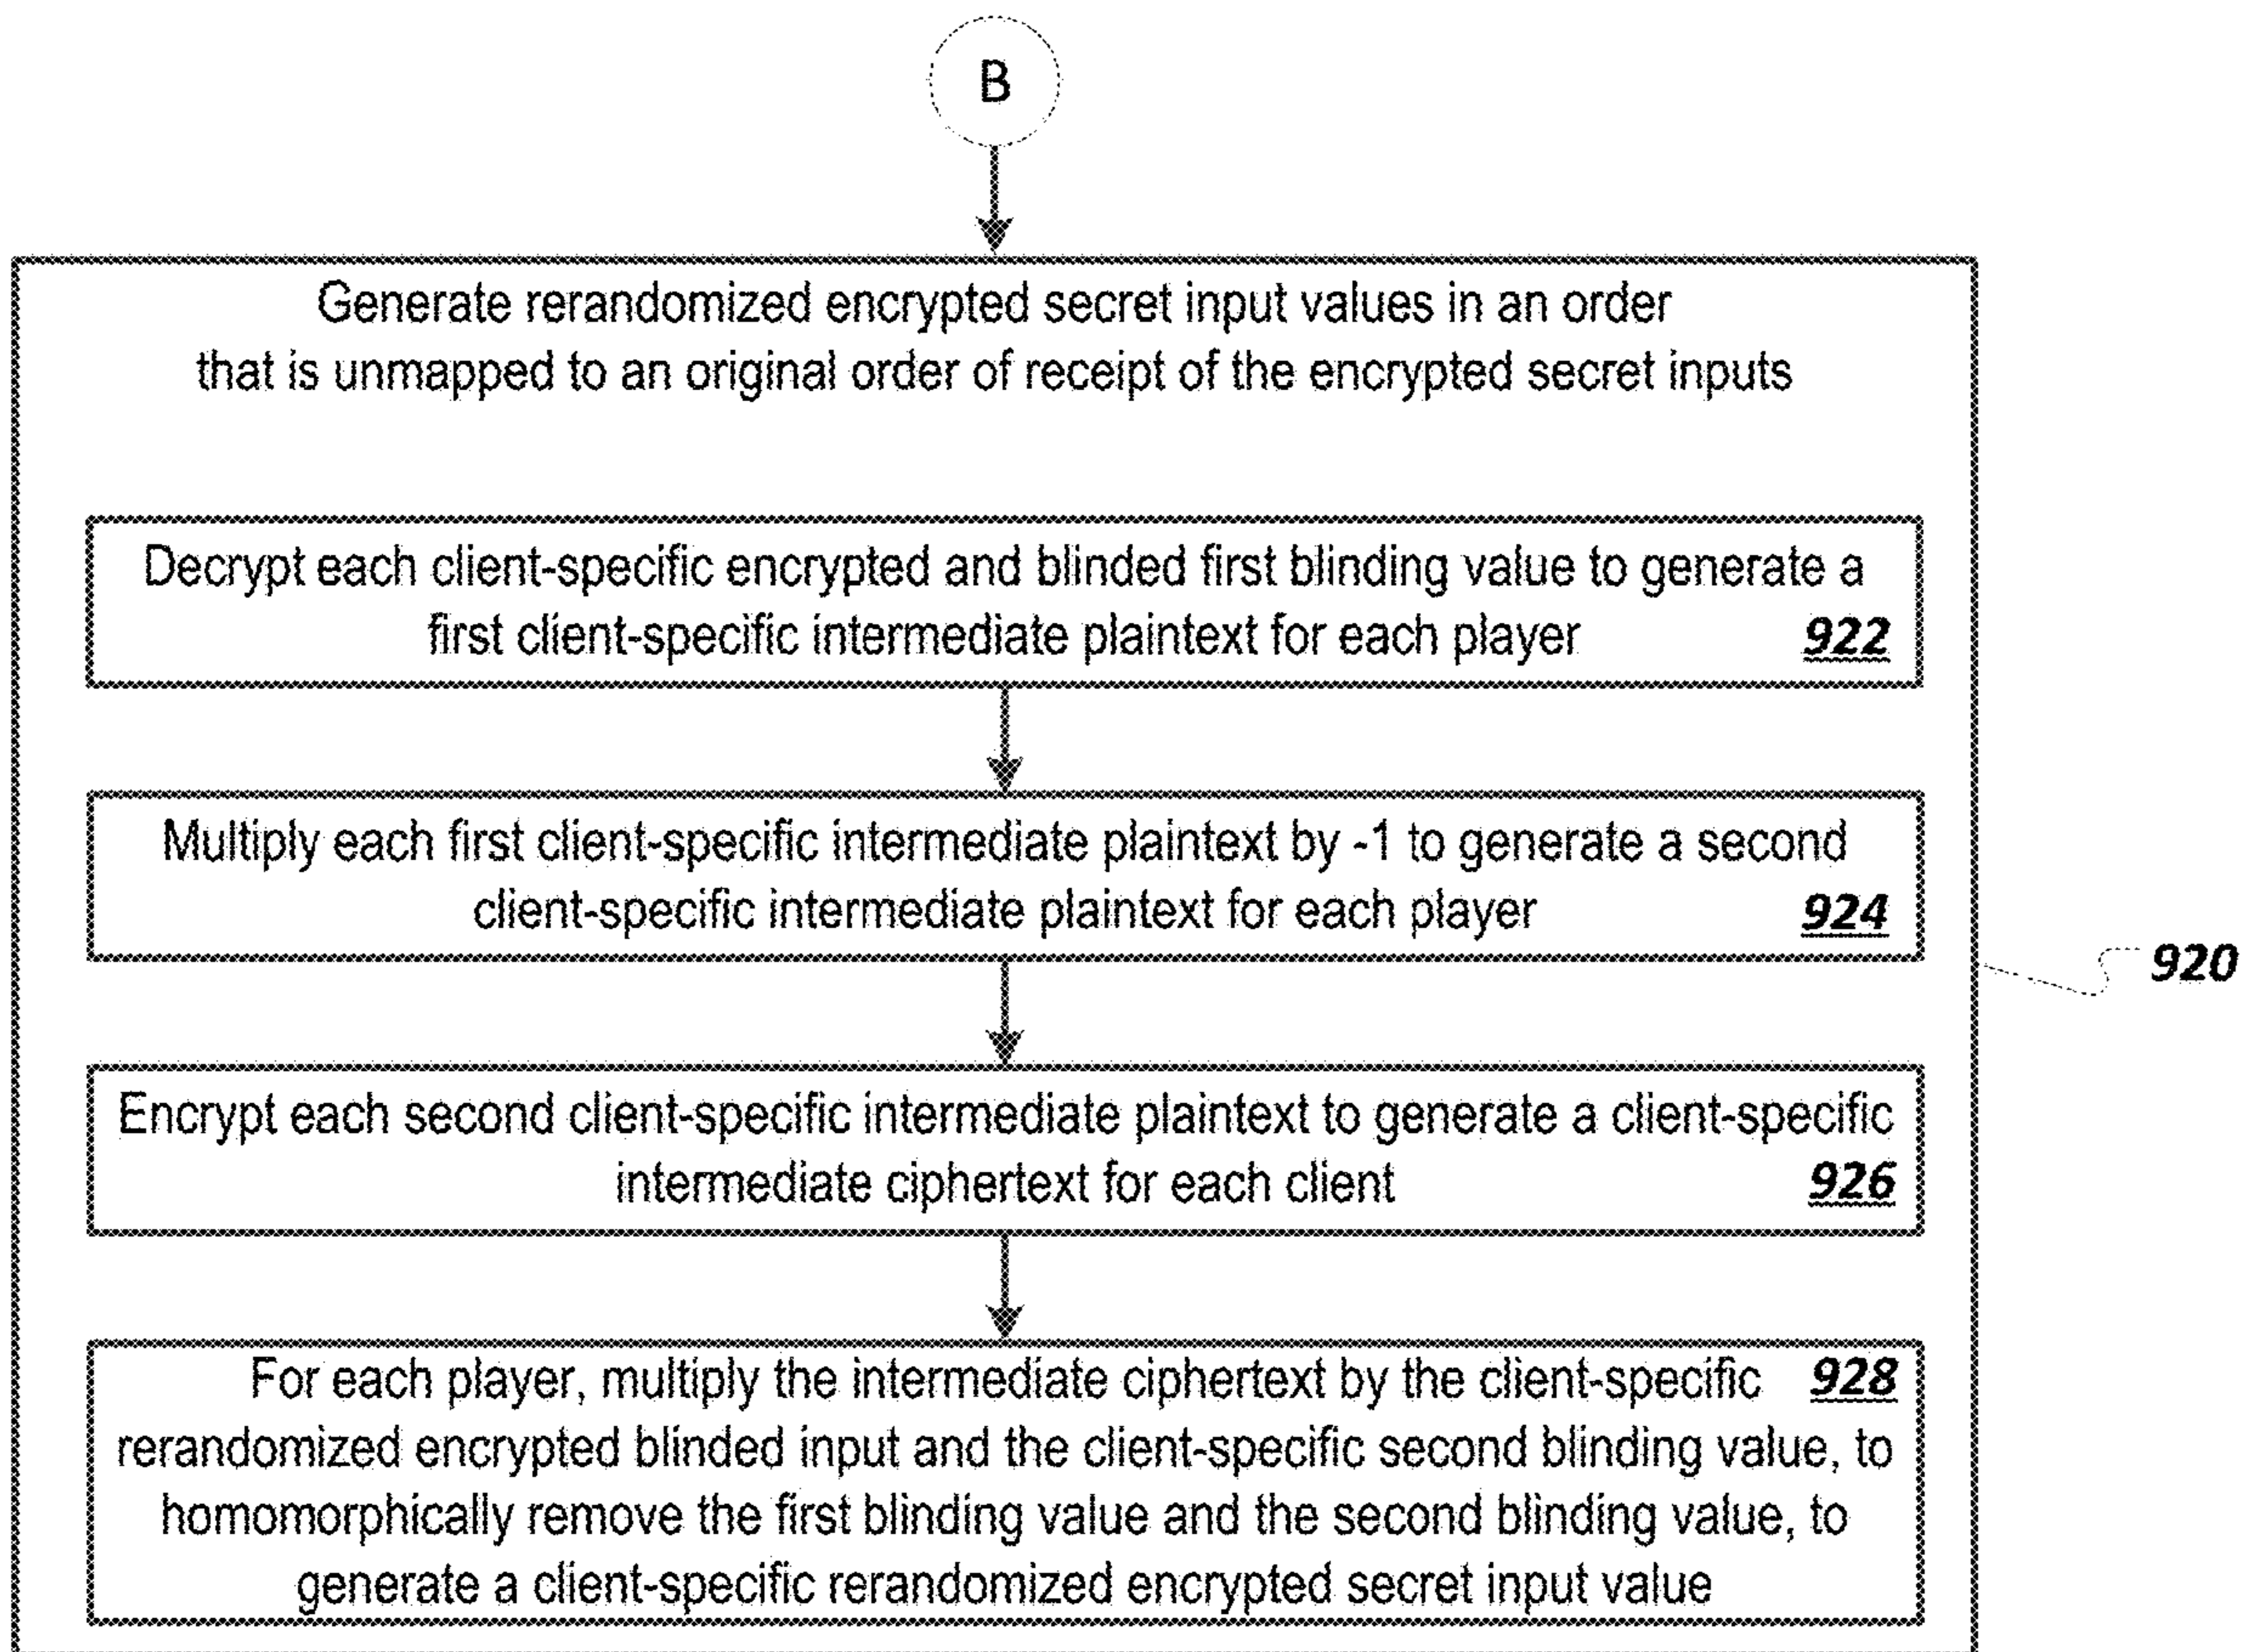 B
Generate rerandomized encrypted secret input values in an order
that is unmapped to an original order of receipt of the encrypted secret inputs
Decrypt each client-specific encrypted and blinded first blinding value to generate a
first client-specific intermediate plaintext for each player 922
Multiply each first client-specific intermediate plaintext by -1 to generate a second
client-specific intermediate plaintext for each player 924
920
Encrypt each second client-specific intermediate plaintext to generate a client-specific
intermediate ciphertext for each client 926
For each player, multiply the intermediate ciphertext by the client-specific 928
rerandomized encrypted blinded input and the client-specific second blinding value, to
homomorphically remove the first blinding value and the second blinding value, to
generate a client-specific rerandomized encrypted secret input value